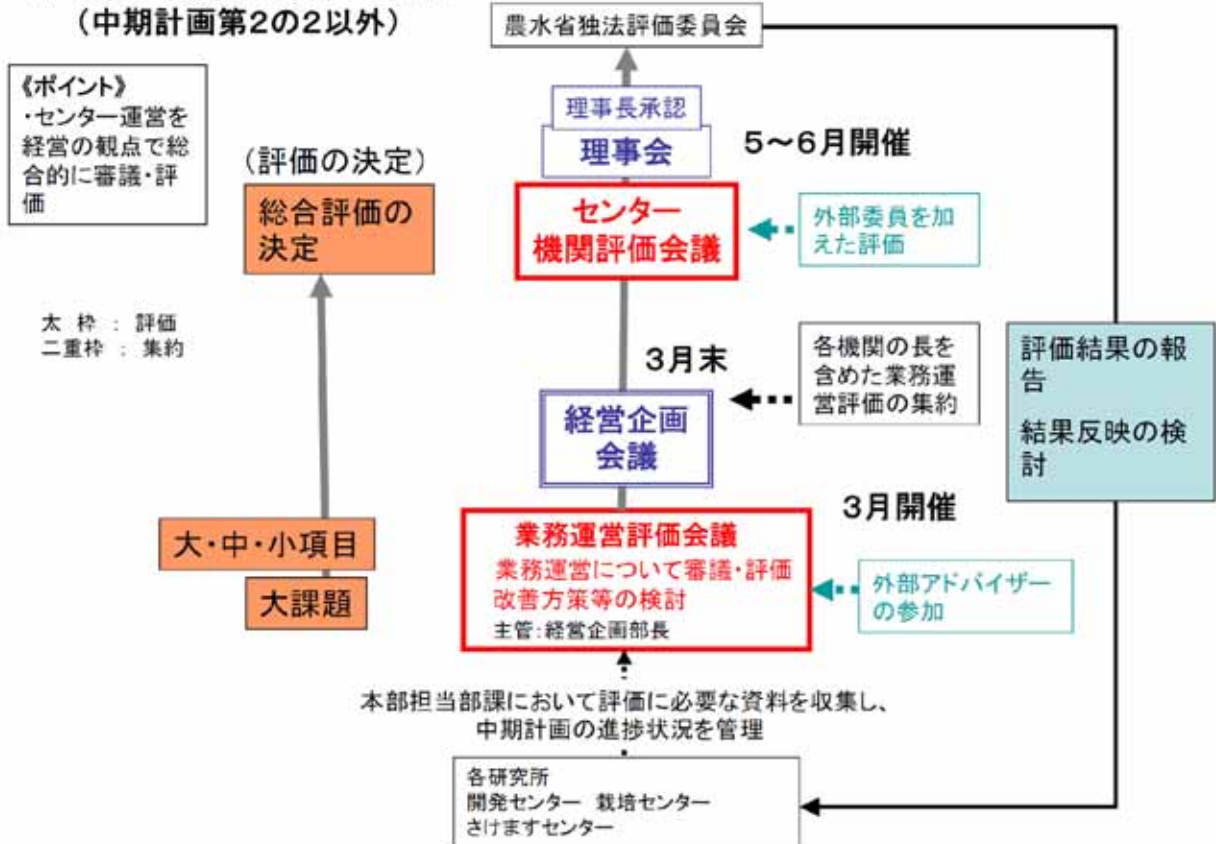 (中期計画第2の2以外)
農水省独法評価委員会
《ポイント》
・センター運営を
経営の観点で総
合的に審議・評
価
理事長承認
理事会
5～6月開催
(評価の決定)
総合評価の
決定
センター
機関評価会議
外部委員を加
えた評価
太 枠 : 評価
二重枠 : 集約
3月末
各機関の長を
含めた業務運
営評価の集約
評価結果の報
告
結果反映の検
討
経営企画
会議
3月開催
大・中・小項目
大課題
業務運営評価会議
業務運営について審議・評価
改善方策等の検討
主管:経営企画部長
外部アドバイザー
の参加
本部担当部課において評価に必要な資料を収集し、
中期計画の進捗状況を管理
各研究所
開発センター 栽培センター
さけますセンター